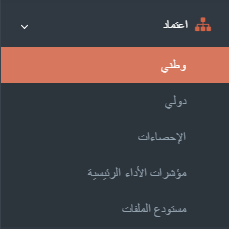 اعتماد
وطني
دولي
الإحصاءات
مؤشرات الأداء الرئيسية
مستودع الملفات